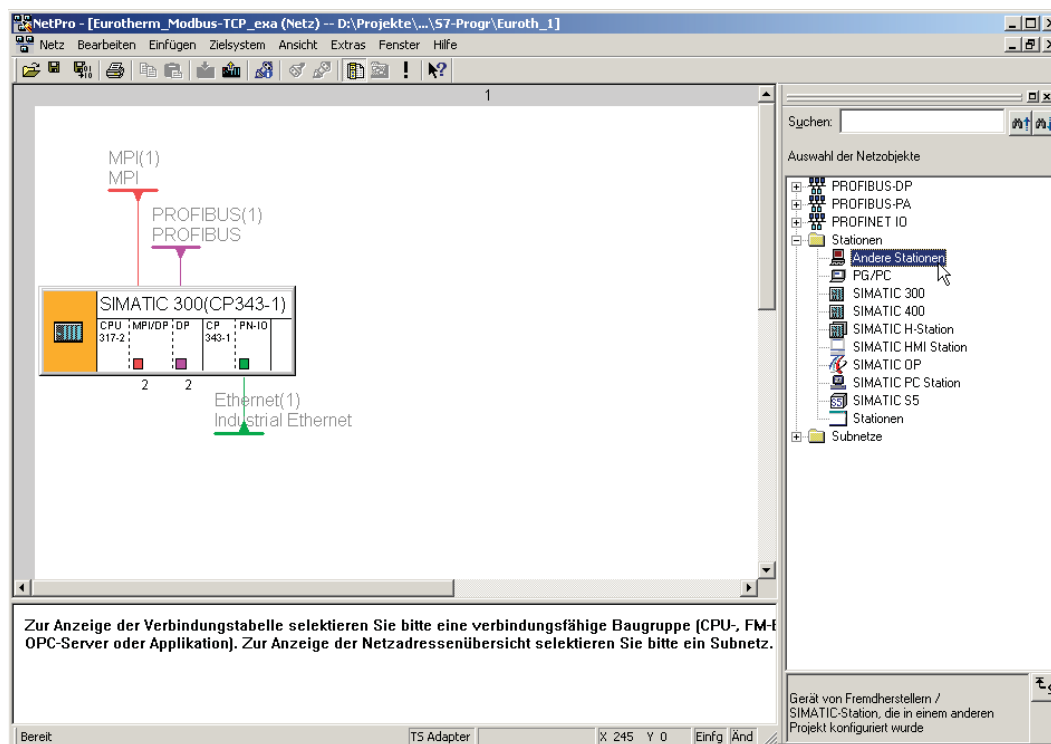 NetPro - [Eurotherm_Modbus-TCP_exa (Netz) -- D:\Projekte\...\S7-Progr\Euroth_1]
Netz Bearbeiten Einfügen Zielsystem Ansicht Extras Fenster Hilfe
1
MPI(1)
MPI
PROFIBUS(1)
PROFIBUS
SIMATIC 300(CP343-1)
CPU 317-2 MPI/DP DP CP 343-1 PN-IO
2 2
Ethernet(1)
Industrial Ethernet
Suchen:
Auswahl der Netzobjekte
PROFIBUS-DP
PROFIBUS-PA
PROFINET IO
Stationen
Andere Stationen
PG/PC
SIMATIC 300
SIMATIC 400
SIMATIC H-Station
SIMATIC HMI Station
SIMATIC OP
SIMATIC PC Station
SIMATIC S5
Stationen
Subnetze
Zur Anzeige der Verbindungstabelle selektieren Sie bitte eine verbindungsfähige Baugruppe (CPU-, FM-
OPC-Server oder Applikation). Zur Anzeige der Netzadressenübersicht selektieren Sie bitte ein Subnetz.
Gerät von Fremdherstellern /
SIMATIC-Station, die in einem anderen
Projekt konfiguriert wurde
Bereit TS Adapter X 245 Y 0 Einfg Änd